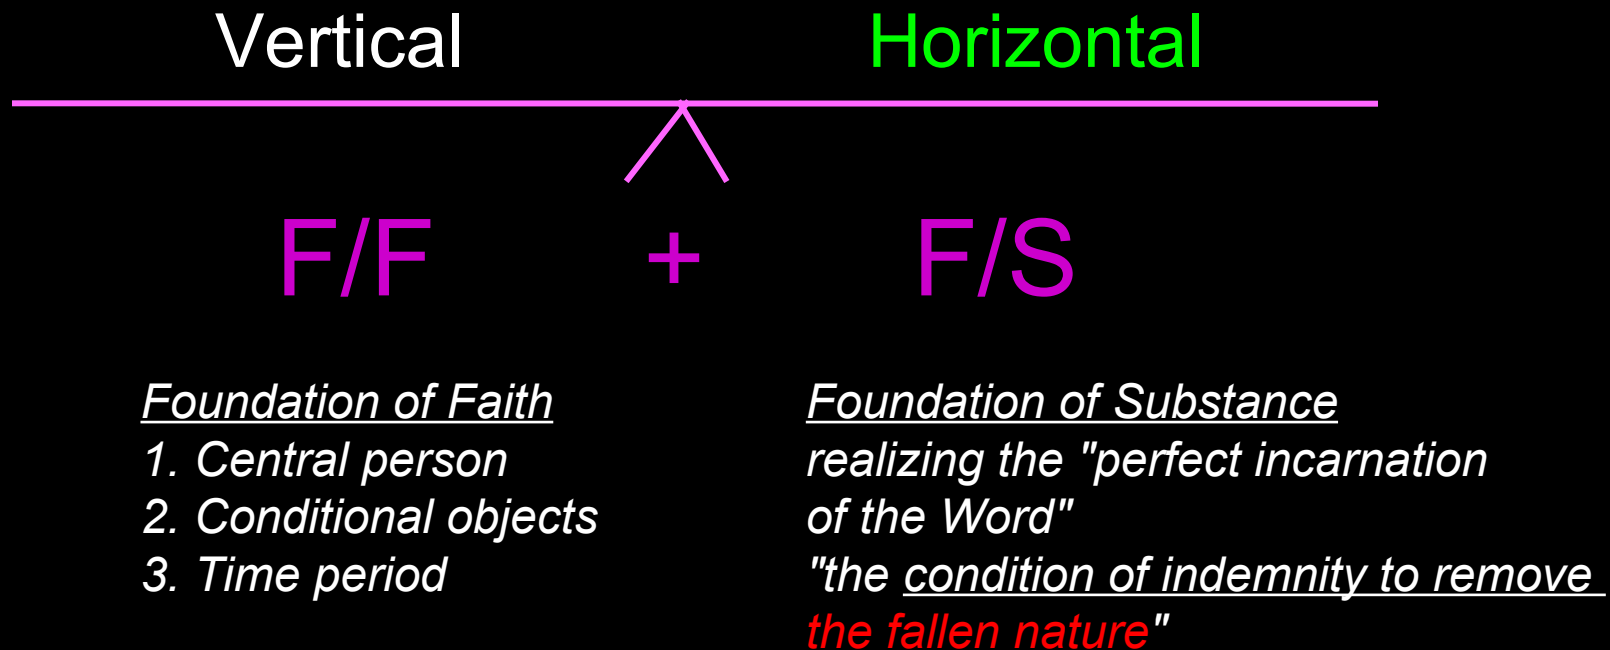 Vertical Horizontal
F/F + F/S
Foundation of Faith
1. Central person
2. Conditional objects
3. Time period
Foundation of Substance
realizing the "perfect incarnation
of the Word"
"the condition of indemnity to remove
the fallen nature"